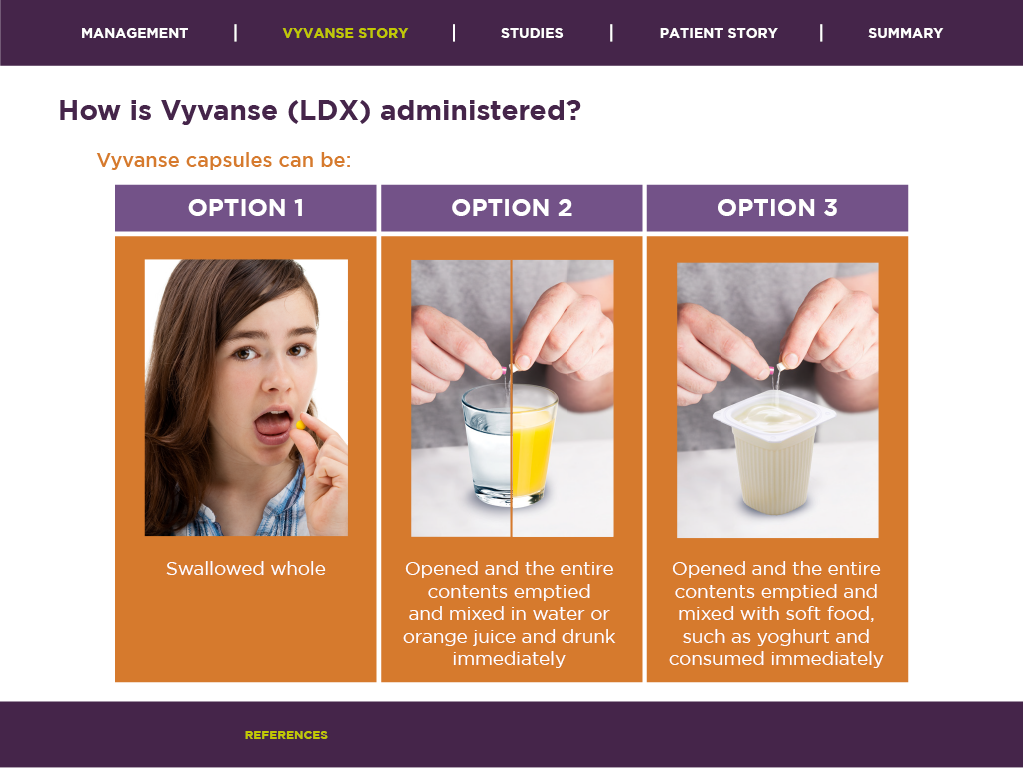 MANAGEMENT | VYVANSE STORY | STUDIES | PATIENT STORY | SUMMARY
How is Vyvanse (LDX) administered?
Vyvanse capsules can be:
OPTION 1
Swallowed whole
OPTION 2
Opened and the entire
contents emptied
and mixed in water or
orange juice and drunk
immediately
OPTION 3
Opened and the entire
contents emptied and
mixed with soft food,
such as yoghurt and
consumed immediately
REFERENCES